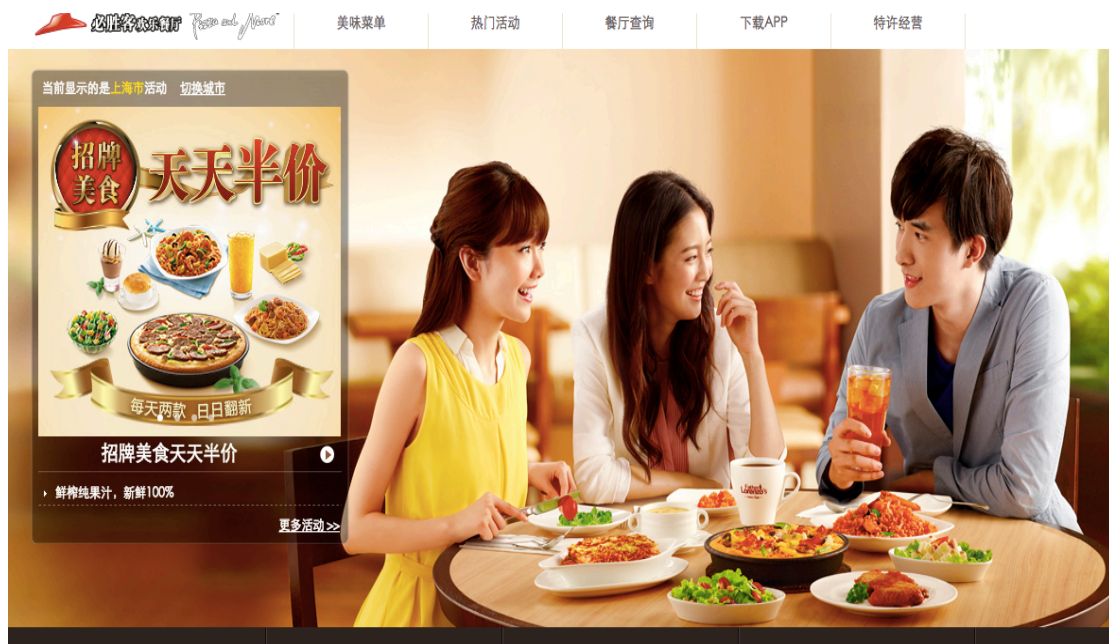 必胜客欢乐餐厅 Pizza and More
美味菜单
热门活动
餐厅查询
下载APP
特许经营
当前显示的是上海市活动 切换城市
招牌
美食
天天半价
每天两款 日日翻新
招牌美食天天半价
鲜榨纯果汁，新鲜100%
更多活动 >>
Lorenzo's